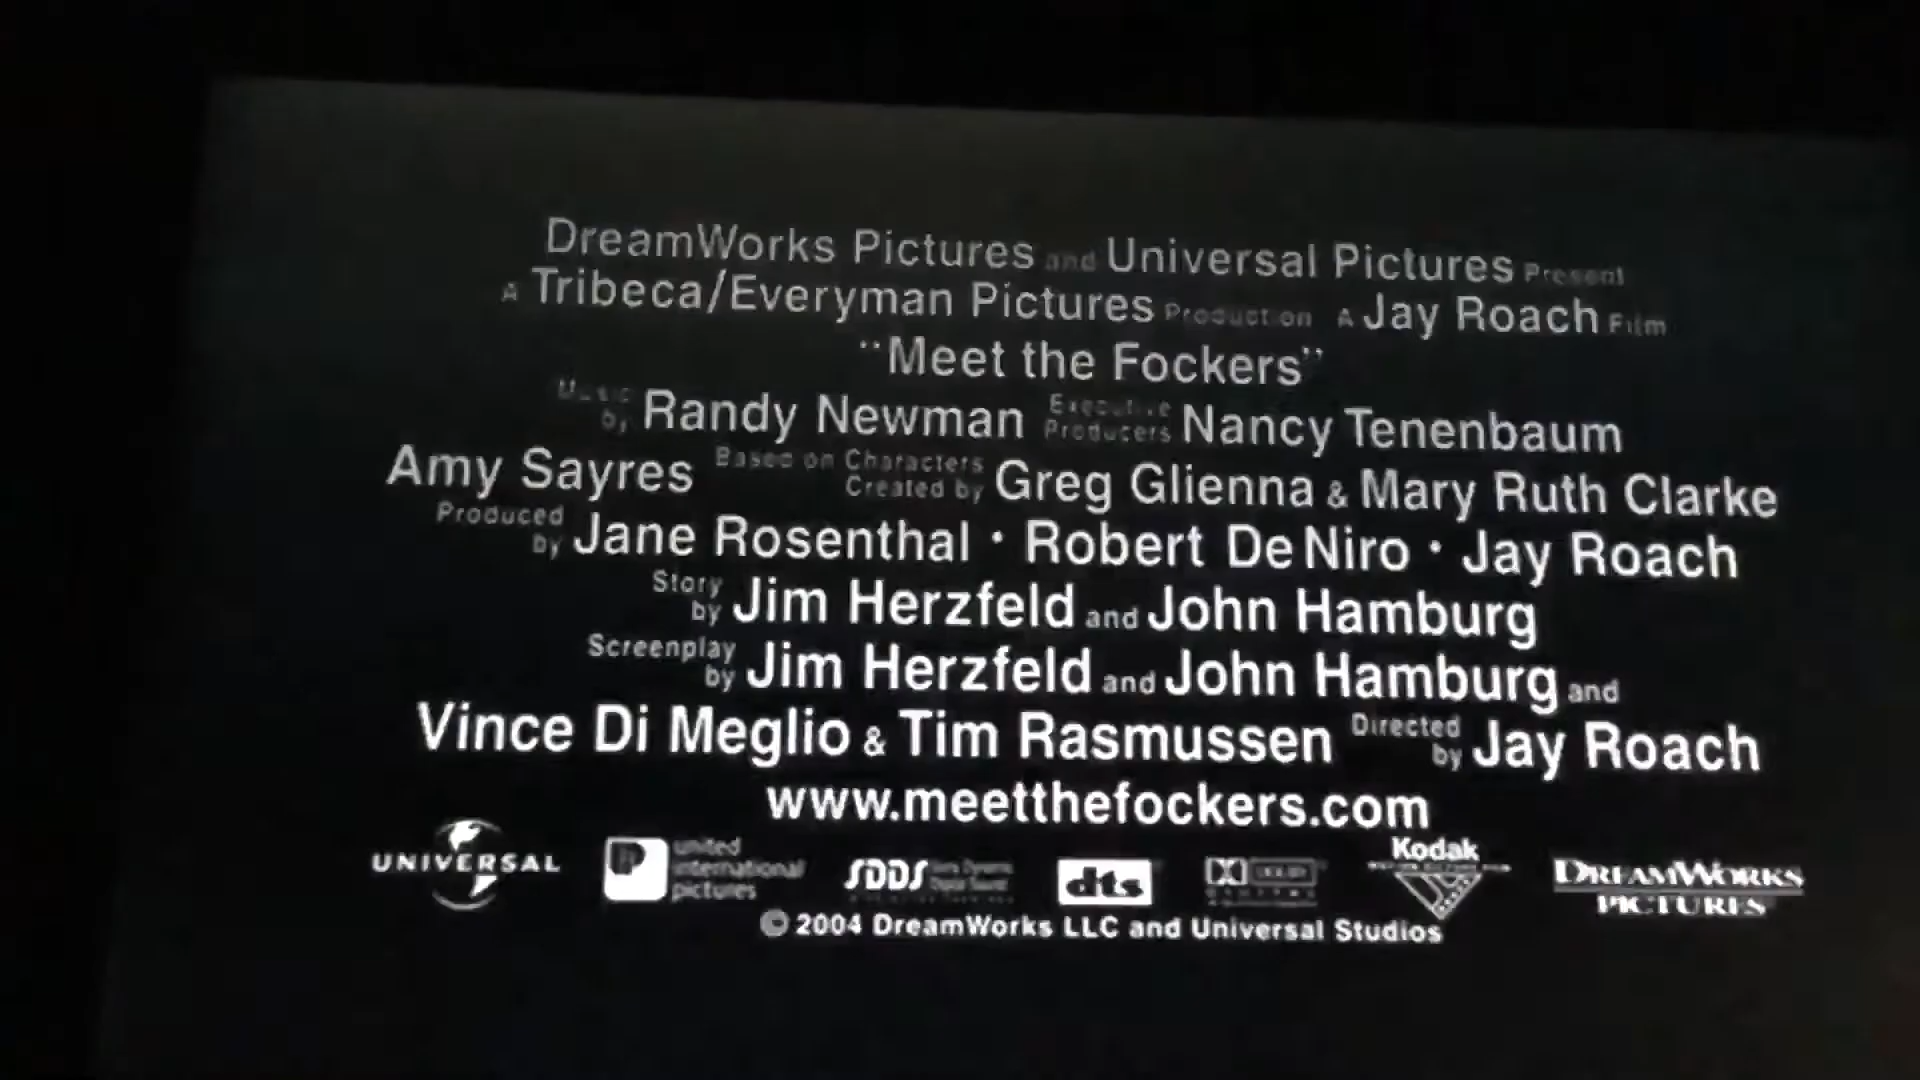 DreamWorks Pictures and Universal Pictures Present
A Tribeca/Everyman Pictures Production A Jay Roach Film
"Meet the Fockers"
Music by Randy Newman Executive Producers Nancy Tenenbaum
Amy Sayres Based on Characters Created by Greg Glienna & Mary Ruth Clarke
Produced by Jane Rosenthal • Robert De Niro • Jay Roach
Story by Jim Herzfeld and John Hamburg
Screenplay by Jim Herzfeld and John Hamburg and
Vince Di Meglio & Tim Rasmussen Directed by Jay Roach
www.meetthefockers.com
UNIVERSAL united international pictures SDDS dts Kodak DREAMWORKS PICTURES
© 2004 DreamWorks LLC and Universal Studios